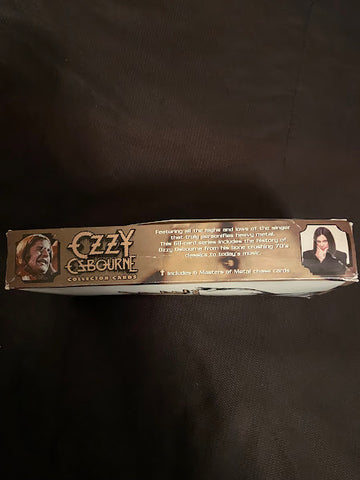 OZZY
OSBOURNE
COLLECTOR CARDS
Featuring all the highs and lows of the singer
that truly personifies heavy metal.
This 68-card series includes the history of
Ozzy Osbourne from his bone crushing 70's
classics to today's music.
Includes 6 Masters of Metal chase cards